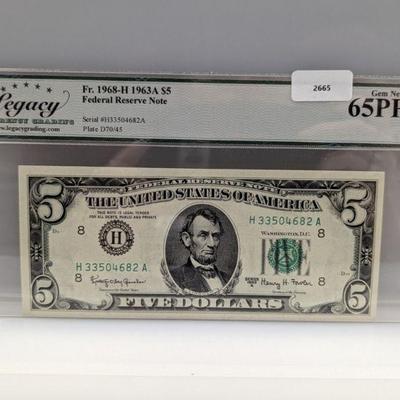 Legacy
CURRENCY GRADING
www.legacygrading.com
Fr. 1968-H 1963A $5
Federal Reserve Note
Serial #H33504682A
Plate D70/45
2665
Gem Ne
65PP
FEDERAL RESERVE NOTE
5 THE UNITED STATES OF AMERICA 5
THIS NOTE IS LEGAL TENDER
FOR ALL DEBTS, PUBLIC AND PRIVATE
H 33504682 A
WASHINGTON, D.C.
8 8
H
H 33504682 A
8 8
SERIES
1963
A
5 FIVE DOLLARS 5